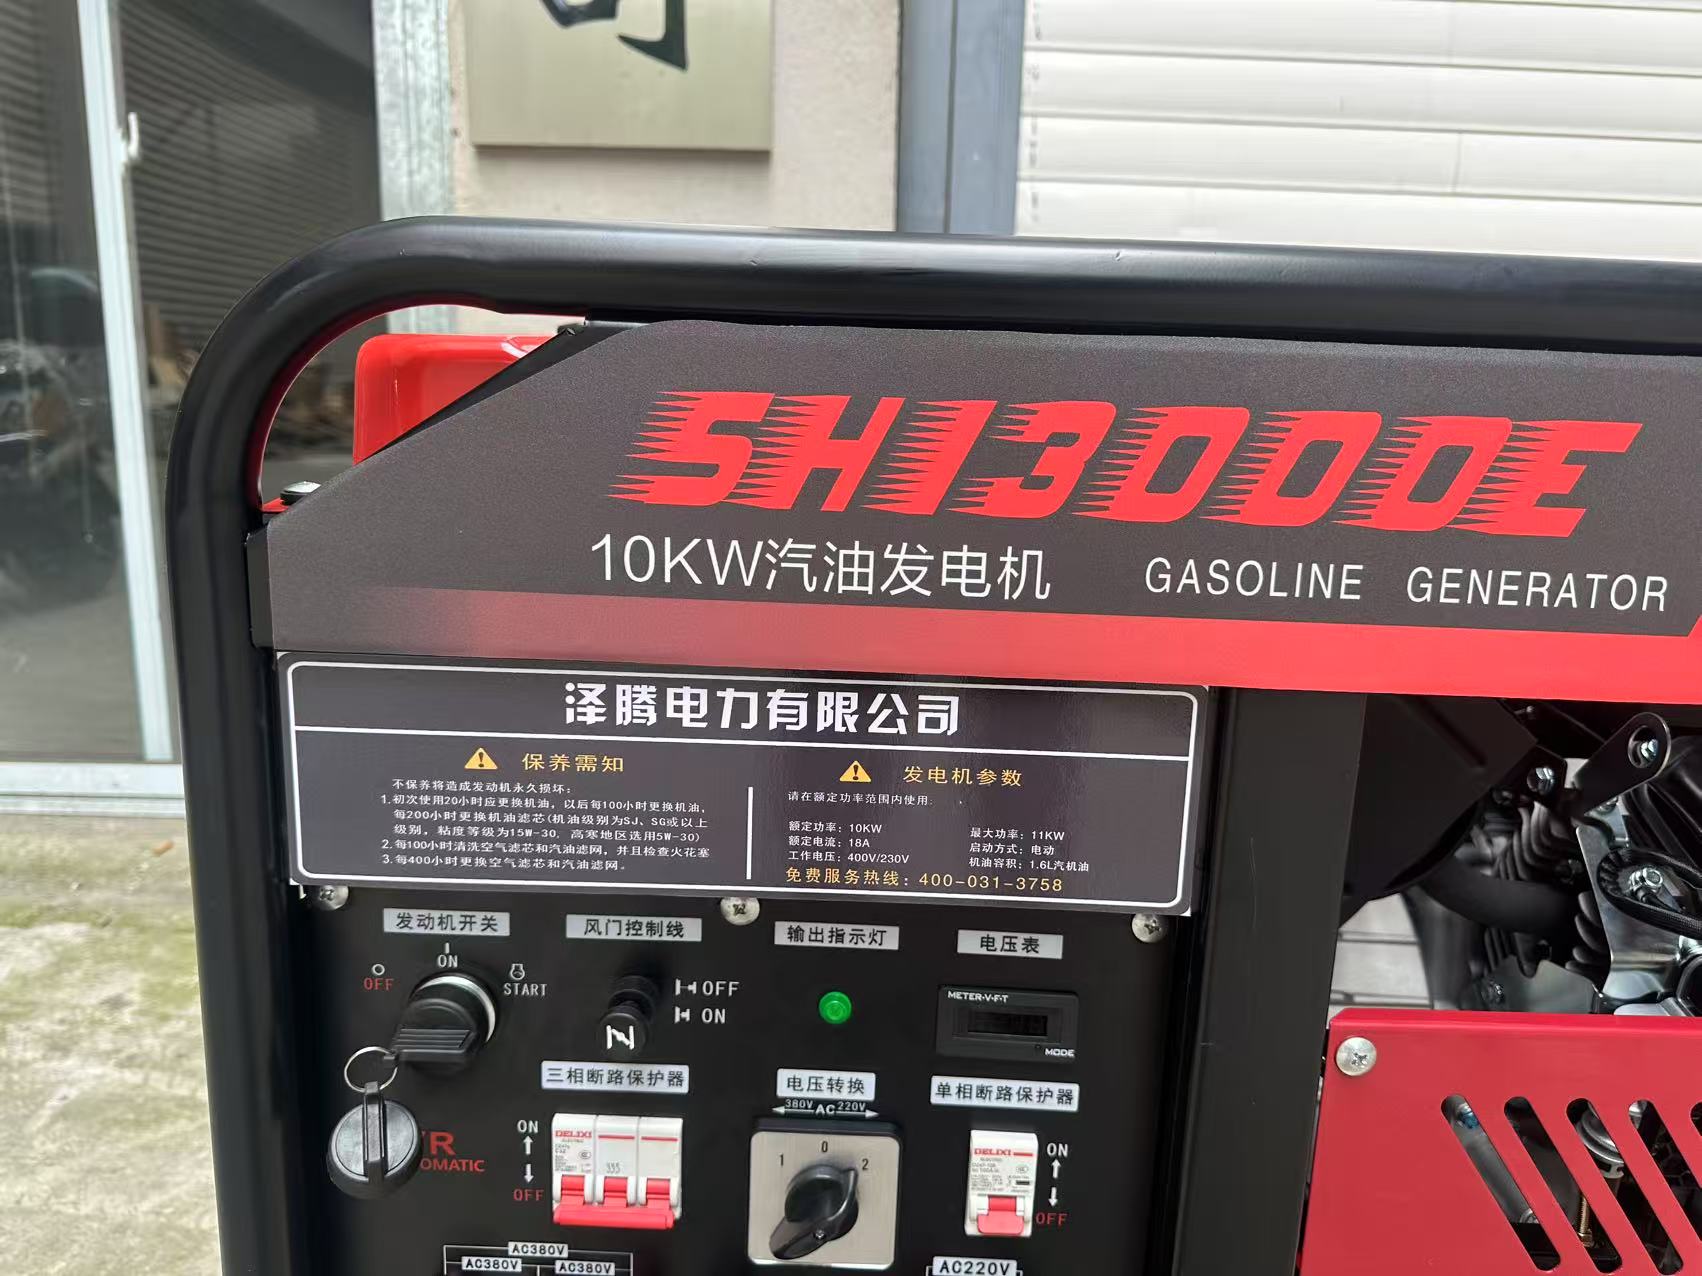 SH13000E
10KW汽油发电机 GASOLINE GENERATOR
泽腾电力有限公司
保养需知
不保养将造成发动机永久损坏：
1.初次使用20小时应更换机油，以后每100小时更换机油，
每200小时更换机油滤芯(机油级别为SJ、SG或以上
级别，粘度等级为15W-30，高寒地区选用5W-30)
2.每100小时清洗空气滤芯和汽油滤网，并且检查火花塞
3.每400小时更换空气滤芯和汽油滤网。
发电机参数
请在额定功率范围内使用：
额定功率：10KW 最大功率：11KW
额定电流：18A 启动方式：电动
工作电压：400V/230V 机油容积：1.6L汽机油
免费服务热线：400-031-3758
发动机开关
OFF ON START
风门控制线
OFF
ON
输出指示灯
电压表
METER-V-F-T
MODE
三相断路保护器
ON
OFF
DELIXI
电压转换
380V AC 220V
1 0 2
单相断路保护器
DELIXI
ON
OFF
AC380V
AC380V AC380V
AC220V